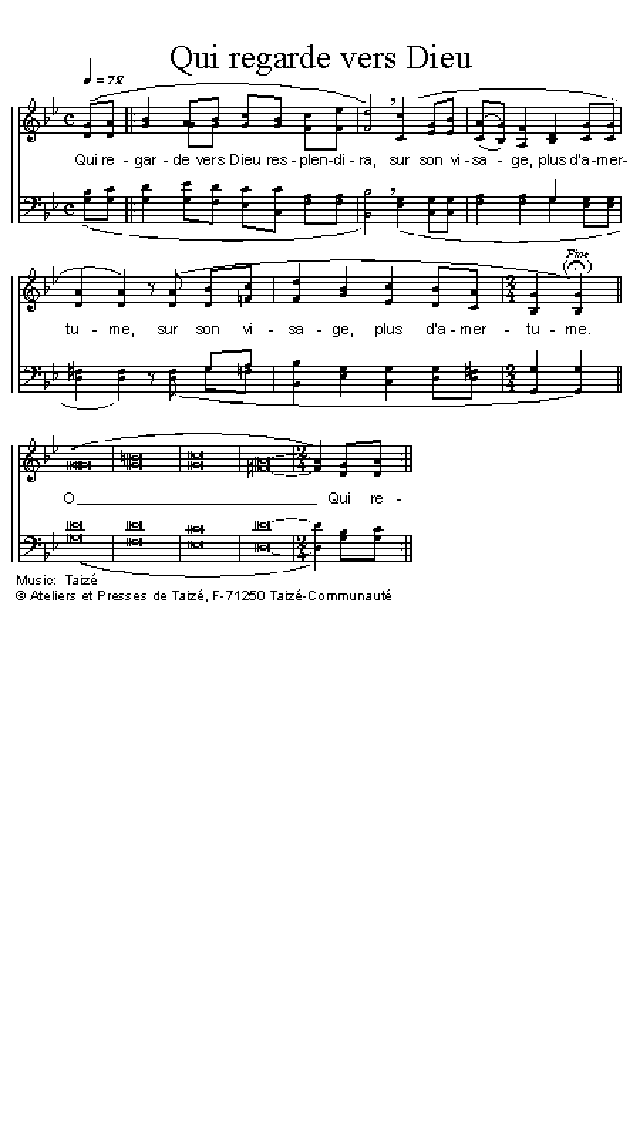 Qui regarde vers Dieu
♩ = 78
Qui re - gar - de vers Dieu res - plen - di - ra, sur son vi - sa - ge, plus d'a - mer -
Fine
tu - me, sur son vi - sa - ge, plus d'a - mer - tu - me.
O Qui re -
Music: Taizé
© Ateliers et Presses de Taizé, F-71250 Taizé-Communauté